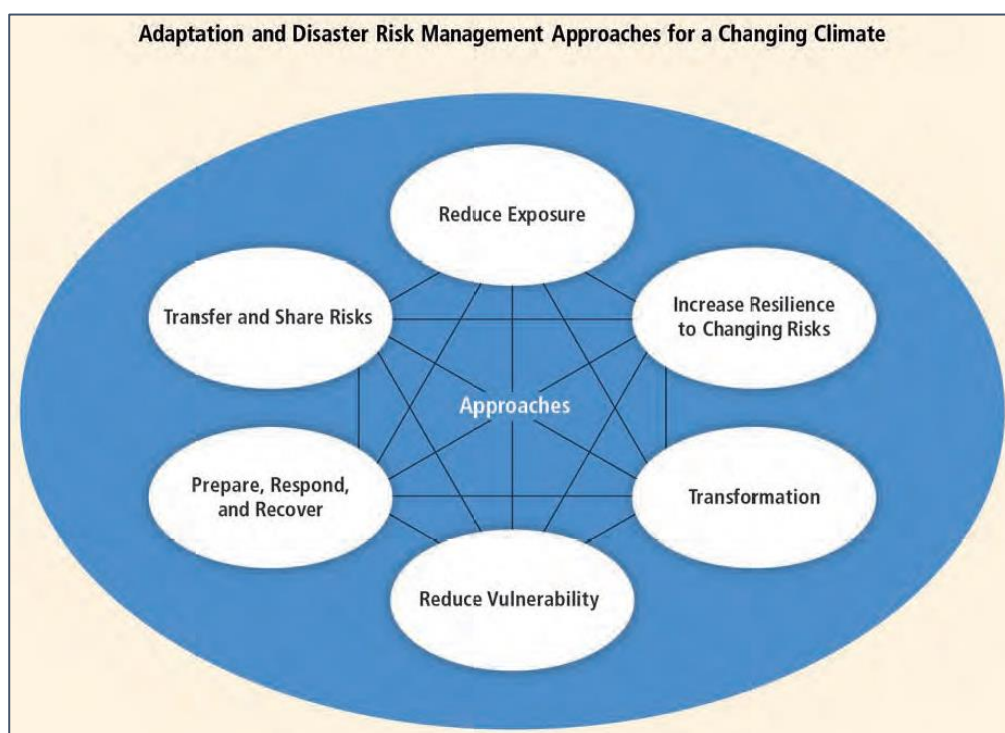 Adaptation and Disaster Risk Management Approaches for a Changing Climate
Reduce Exposure
Transfer and Share Risks
Increase Resilience
to Changing Risks
Approaches
Prepare, Respond,
and Recover
Transformation
Reduce Vulnerability